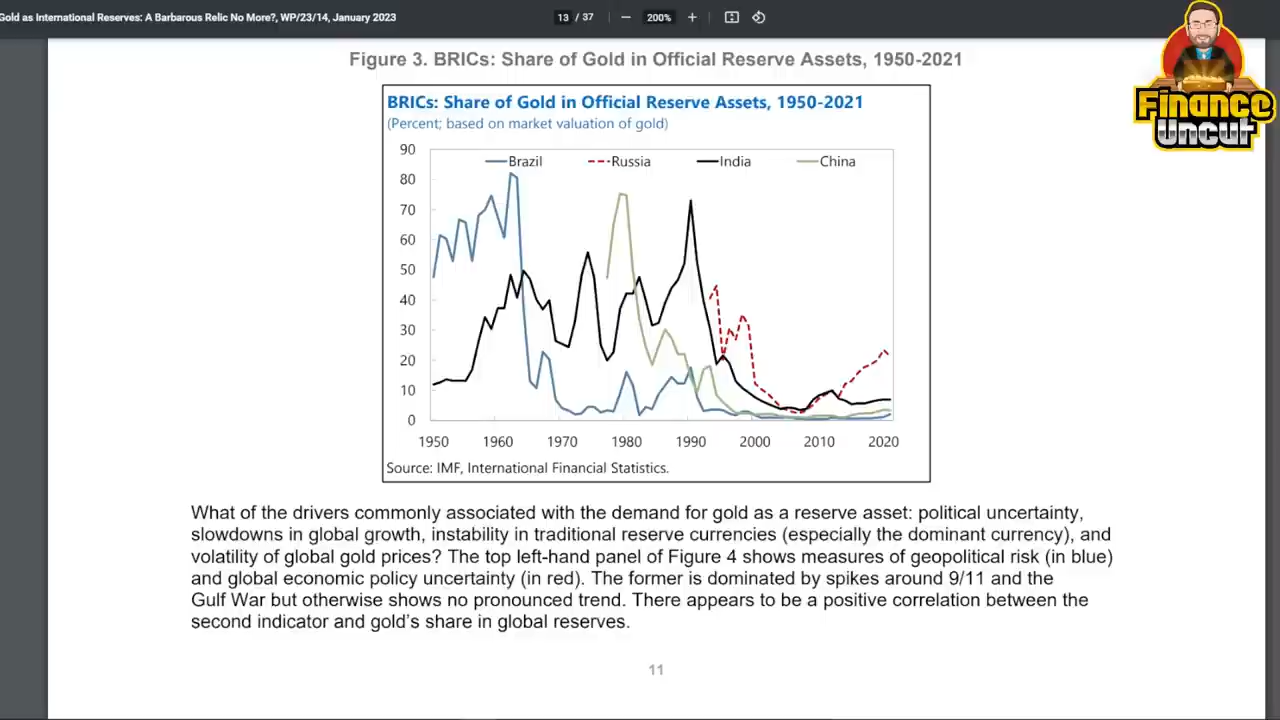 Gold as International Reserves: A Barbarous Relic No More?, WP/23/14, January 2023
13 / 37
200%
Finance
Uncut
Figure 3. BRICs: Share of Gold in Official Reserve Assets, 1950-2021
BRICs: Share of Gold in Official Reserve Assets, 1950-2021
(Percent; based on market valuation of gold)
Brazil Russia India China
90
80
70
60
50
40
30
20
10
0
1950 1960 1970 1980 1990 2000 2010 2020
Source: IMF, International Financial Statistics.
What of the drivers commonly associated with the demand for gold as a reserve asset: political uncertainty,
slowdowns in global growth, instability in traditional reserve currencies (especially the dominant currency), and
volatility of global gold prices? The top left-hand panel of Figure 4 shows measures of geopolitical risk (in blue)
and global economic policy uncertainty (in red). The former is dominated by spikes around 9/11 and the
Gulf War but otherwise shows no pronounced trend. There appears to be a positive correlation between the
second indicator and gold's share in global reserves.
11